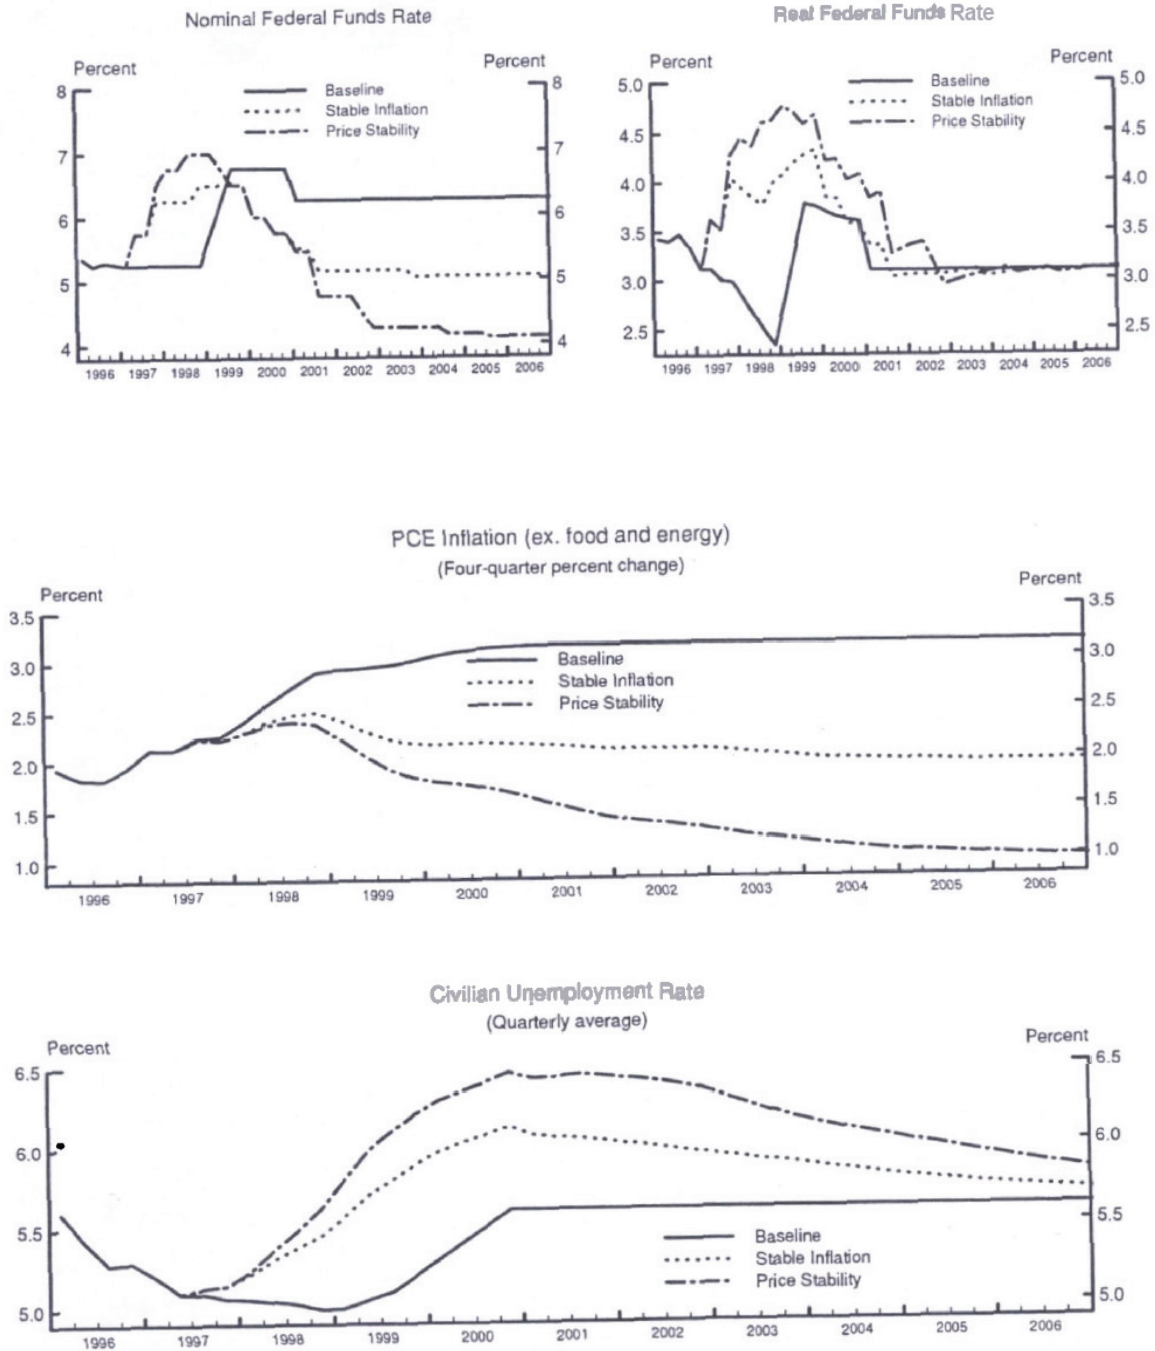 Nominal Federal Funds Rate
Percent
Percent
Baseline
Stable Inflation
Price Stability
8
7
6
5
4
8
7
6
5
4
1996 1997 1998 1999 2000 2001 2002 2003 2004 2005 2006
Real Federal Funds Rate
Percent
Percent
Baseline
Stable Inflation
Price Stability
5.0
4.5
4.0
3.5
3.0
2.5
5.0
4.5
4.0
3.5
3.0
2.5
1996 1997 1998 1999 2000 2001 2002 2003 2004 2005 2006
PCE Inflation (ex. food and energy)
(Four-quarter percent change)
Percent
Percent
3.5
3.0
2.5
2.0
1.5
1.0
3.5
3.0
2.5
2.0
1.5
1.0
Baseline
Stable Inflation
Price Stability
1996 1997 1998 1999 2000 2001 2002 2003 2004 2005 2006
Civilian Unemployment Rate
(Quarterly average)
Percent
Percent
6.5
6.0
5.5
5.0
6.5
6.0
5.5
5.0
Baseline
Stable Inflation
Price Stability
1996 1997 1998 1999 2000 2001 2002 2003 2004 2005 2006